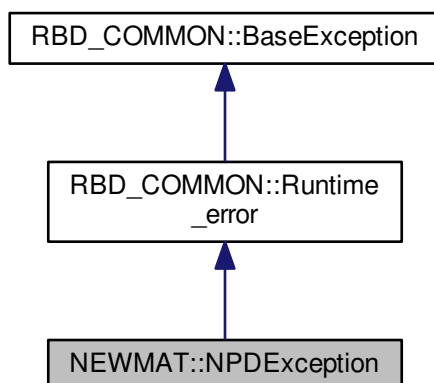 RBD_COMMON::BaseException
RBD_COMMON::Runtime
_error
NEWMAT::NPDException